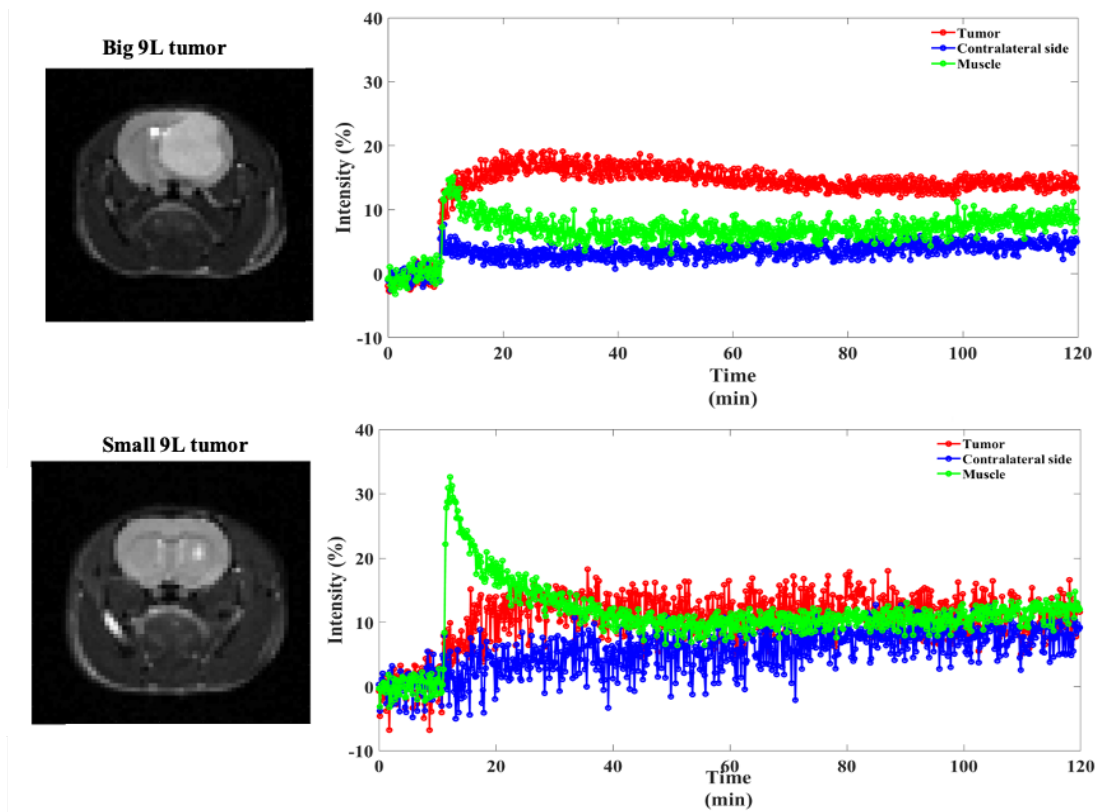 Big 9L tumor
40
30
20
10
0
-10
Intensity (%)
Tumor
Contralateral side
Muscle
0 20 40 60 80 100 120
Time
(min)
Small 9L tumor
40
30
20
10
0
-10
Intensity (%)
Tumor
Contralateral side
Muscle
0 20 40 60 80 100 120
Time
(min)